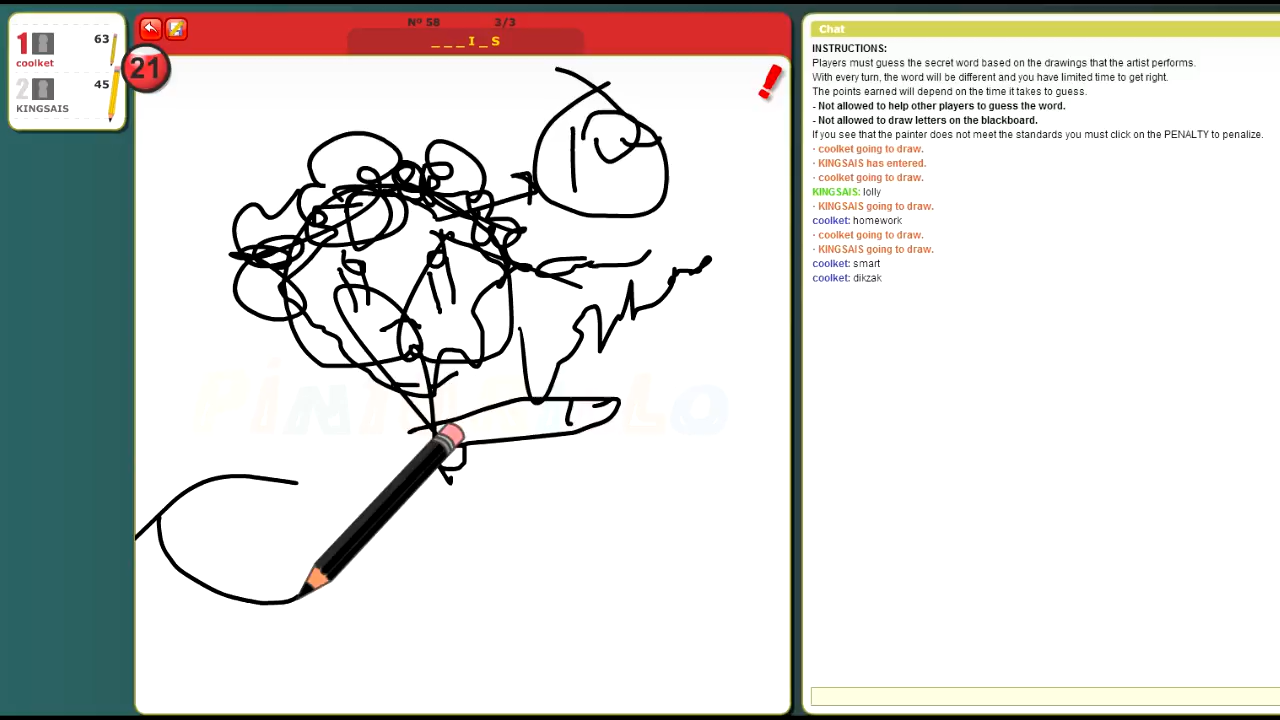 1 63
coolket
2 45
KINGSAIS
21
Nº 58 3/3
_ _ _ I _ S
PINTURILLO
Chat
INSTRUCTIONS:
Players must guess the secret word based on the drawings that the artist performs.
With every turn, the word will be different and you have limited time to get right.
The points earned will depend on the time it takes to guess.
- Not allowed to help other players to guess the word.
- Not allowed to draw letters on the blackboard.
If you see that the painter does not meet the standards you must click on the PENALTY to penalize.
· coolket going to draw.
· KINGSAIS has entered.
· coolket going to draw.
KINGSAIS: lolly
· KINGSAIS going to draw.
coolket: homework
· coolket going to draw.
· KINGSAIS going to draw.
coolket: smart
coolket: dikzak